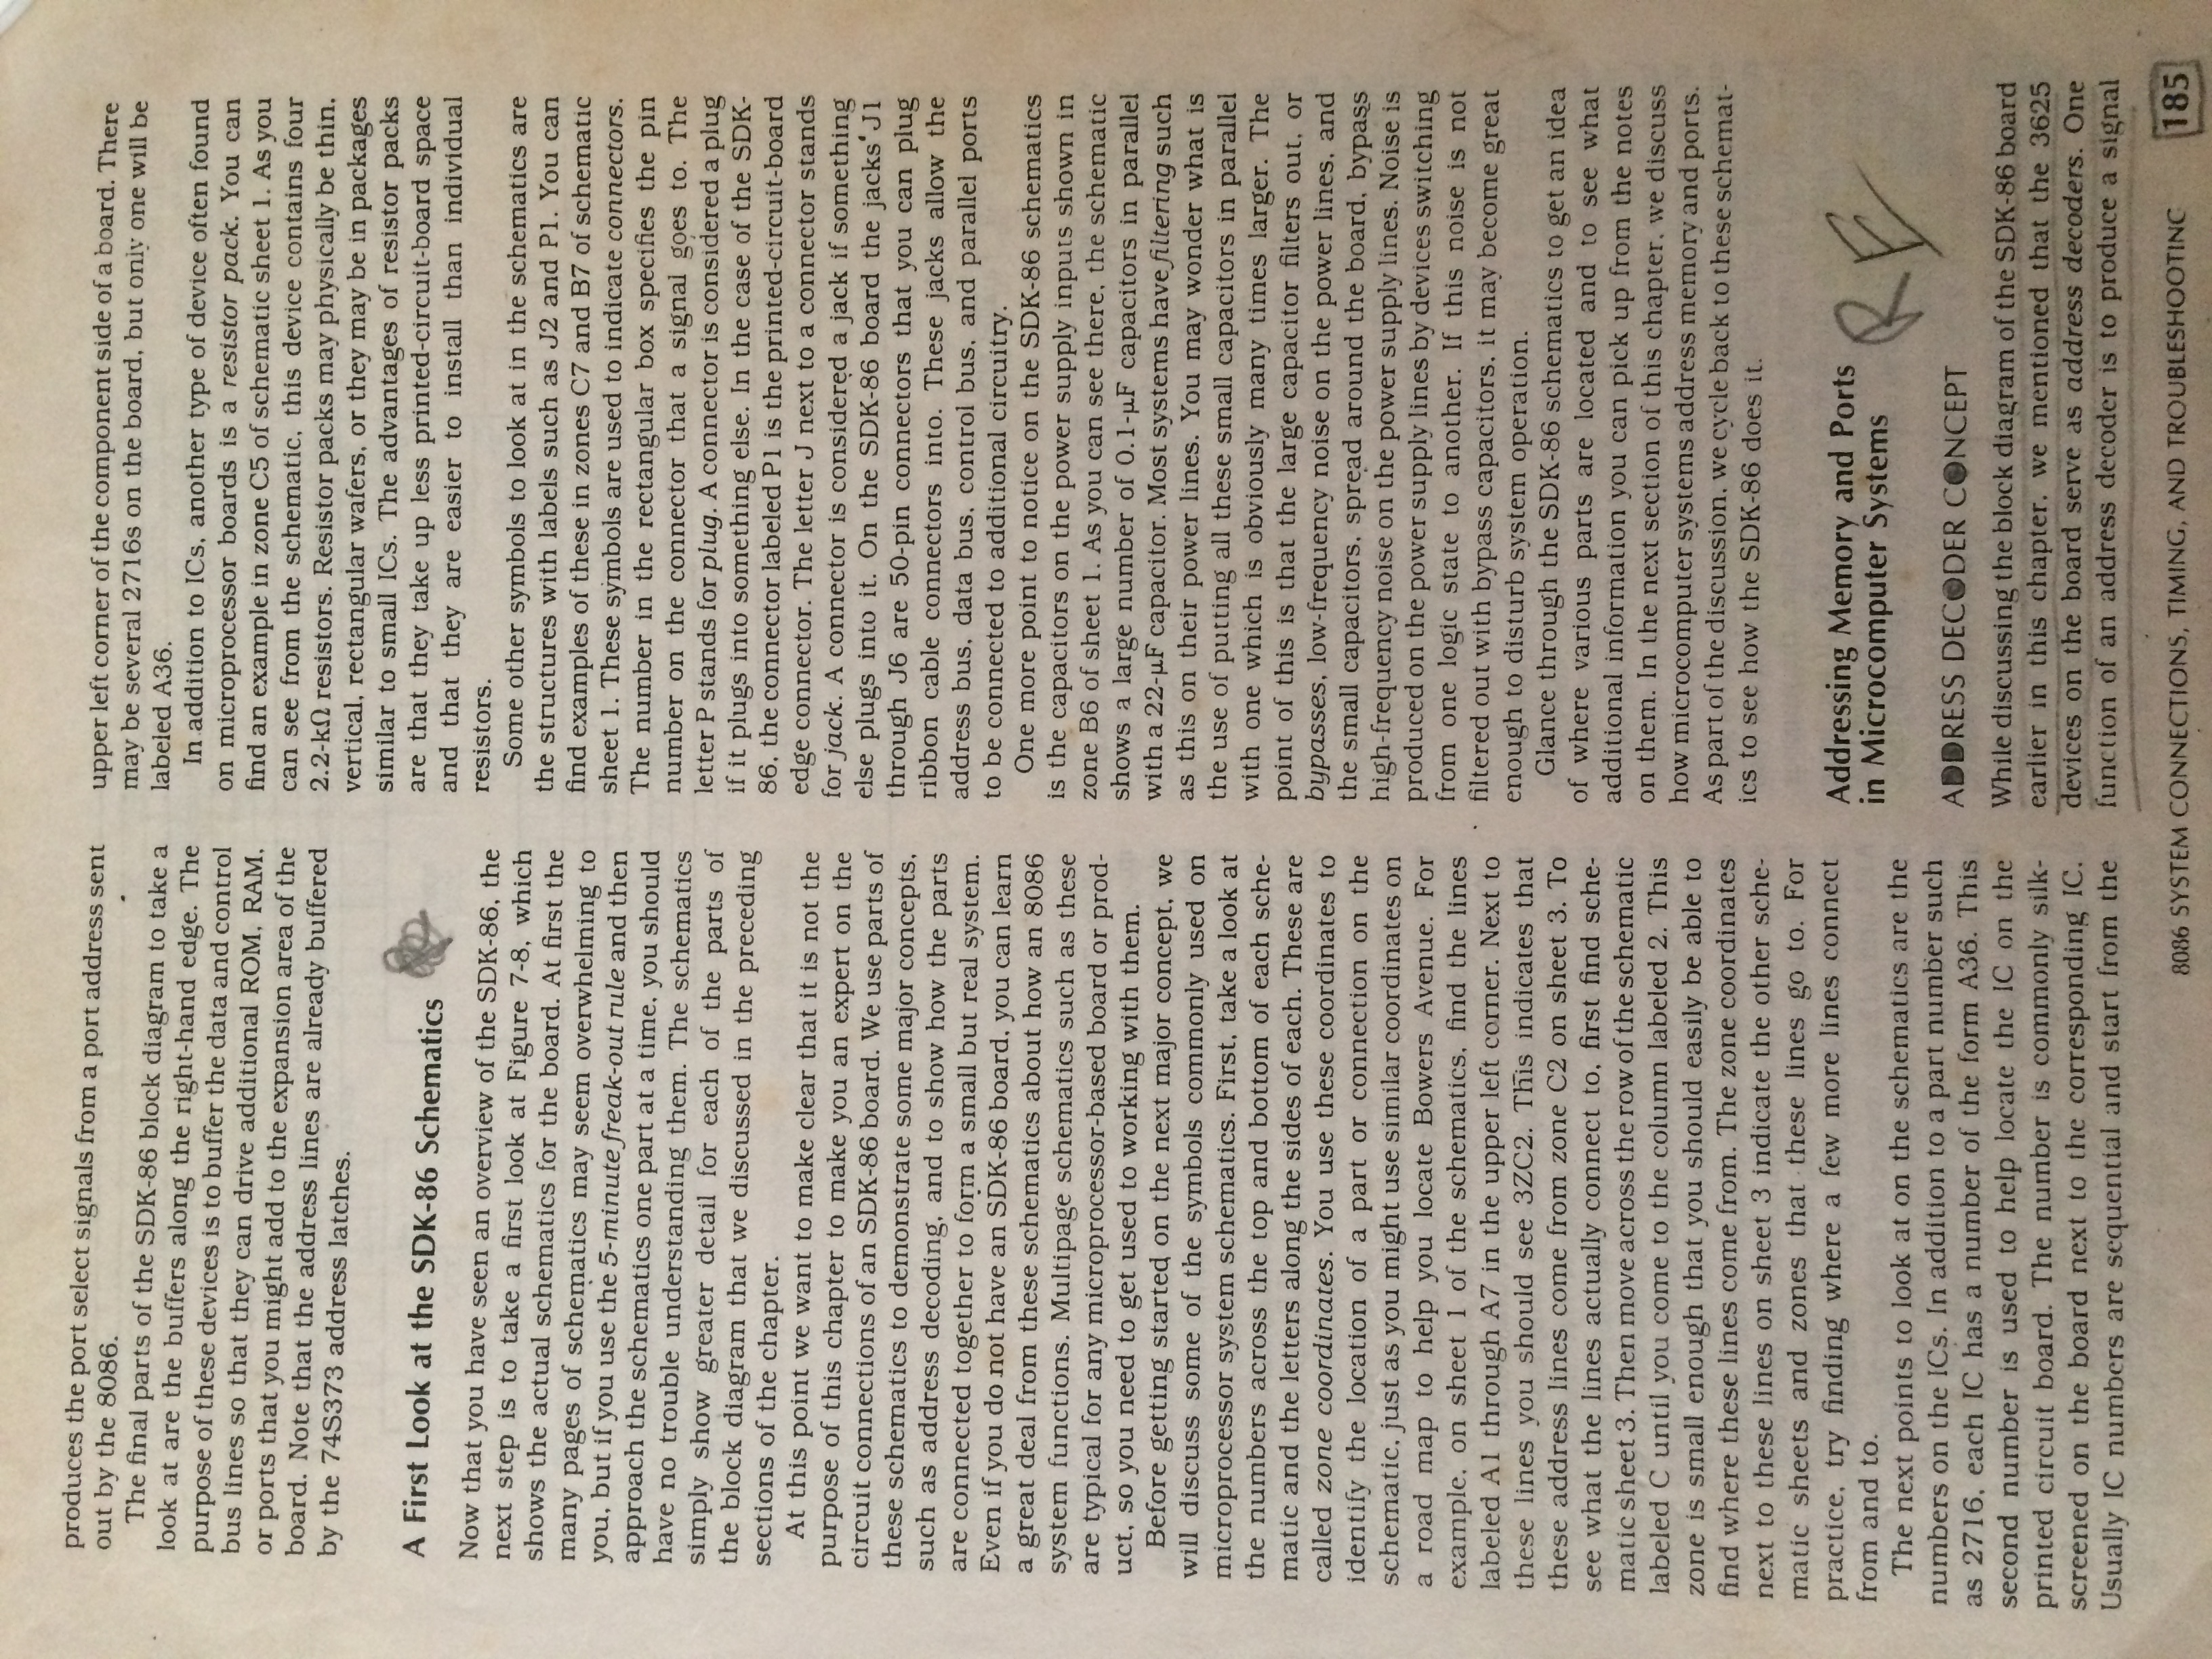 produces the port select signals from a port address sent
out by the 8086.
The final parts of the SDK-86 block diagram to take a
look at are the buffers along the right-hand edge. The
purpose of these devices is to buffer the data and control
bus lines so that they can drive additional ROM, RAM,
or ports that you might add to the expansion area of the
board. Note that the address lines are already buffered
by the 74S373 address latches.
A First Look at the SDK-86 Schematics
Now that you have seen an overview of the SDK-86, the
next step is to take a first look at Figure 7-8, which
shows the actual schematics for the board. At first the
many pages of schematics may seem overwhelming to
you, but if you use the 5-minute freak-out rule and then
approach the schematics one part at a time, you should
have no trouble understanding them. The schematics
simply show greater detail for each of the parts of
the block diagram that we discussed in the preceding
sections of the chapter.
At this point we want to make clear that it is not the
purpose of this chapter to make you an expert on the
circuit connections of an SDK-86 board. We use parts of
these schematics to demonstrate some major concepts,
such as address decoding, and to show how the parts
are connected together to form a small but real system.
Even if you do not have an SDK-86 board, you can learn
a great deal from these schematics about how an 8086
system functions. Multipage schematics such as these
are typical for any microprocessor-based board or prod-
uct, so you need to get used to working with them.
Before getting started on the next major concept, we
will discuss some of the symbols commonly used on
microprocessor system schematics. First, take a look at
the numbers across the top and bottom of each sche-
matic and the letters along the sides of each. These are
called zone coordinates. You use these coordinates to
identify the location of a part or connection on the
schematic, just as you might use similar coordinates on
a road map to help you locate Bowers Avenue. For
example, on sheet 1 of the schematics, find the lines
labeled A1 through A7 in the upper left corner. Next to
these lines you should see 3ZC2. This indicates that
these address lines come from zone C2 on sheet 3. To
see what the lines actually connect to, first find sche-
matic sheet 3. Then move across the row of the schematic
labeled C until you come to the column labeled 2. This
zone is small enough that you should easily be able to
find where these lines come from. The zone coordinates
next to these lines on sheet 3 indicate the other sche-
matic sheets and zones that these lines go to. For
practice, try finding where a few more lines connect
from and to.
The next points to look at on the schematics are the
numbers on the ICs. In addition to a part number such
as 2716, each IC has a number of the form A36. This
second number is used to help locate the IC on the
printed circuit board. The number is commonly silk-
screened on the board next to the corresponding IC.
Usually IC numbers are sequential and start from the
upper left corner of the component side of a board. There
may be several 2716s on the board, but only one will be
labeled A36.
In addition to ICs, another type of device often found
on microprocessor boards is a resistor pack. You can
find an example in zone C5 of schematic sheet 1. As you
can see from the schematic, this device contains four
2.2-kΩ resistors. Resistor packs may physically be thin,
vertical, rectangular wafers, or they may be in packages
similar to small ICs. The advantages of resistor packs
are that they take up less printed-circuit-board space
and that they are easier to install than individual
resistors.
Some other symbols to look at in the schematics are
the structures with labels such as J2 and P1. You can
find examples of these in zones C7 and B7 of schematic
sheet 1. These symbols are used to indicate connectors.
The number in the rectangular box specifies the pin
number on the connector that a signal goes to. The
letter P stands for plug. A connector is considered a plug
if it plugs into something else. In the case of the SDK-
86, the connector labeled P1 is the printed-circuit-board
edge connector. The letter J next to a connector stands
for jack. A connector is considered a jack if something
else plugs into it. On the SDK-86 board the jacks J1
through J6 are 50-pin connectors that you can plug
ribbon cable connectors into. These jacks allow the
address bus, data bus, control bus, and parallel ports
to be connected to additional circuitry.
One more point to notice on the SDK-86 schematics
is the capacitors on the power supply inputs shown in
zone B6 of sheet 1. As you can see there, the schematic
shows a large number of 0.1-μF capacitors in parallel
with a 22-μF capacitor. Most systems have filtering such
as this on their power lines. You may wonder what is
the use of putting all these small capacitors in parallel
with one which is obviously many times larger. The
point of this is that the large capacitor filters out, or
bypasses, low-frequency noise on the power lines, and
the small capacitors, spread around the board, bypass
high-frequency noise on the power supply lines. Noise is
produced on the power supply lines by devices switching
from one logic state to another. If this noise is not
filtered out with bypass capacitors, it may become great
enough to disturb system operation.
Glance through the SDK-86 schematics to get an idea
of where various parts are located and to see what
additional information you can pick up from the notes
on them. In the next section of this chapter, we discuss
how microcomputer systems address memory and ports.
As part of the discussion, we cycle back to these schemat-
ics to see how the SDK-86 does it.
Addressing Memory and Ports
in Microcomputer Systems
RE
ADDRESS DECODER CONCEPT
While discussing the block diagram of the SDK-86 board
earlier in this chapter, we mentioned that the 3625
devices on the board serve as address decoders. One
function of an address decoder is to produce a signal
8086 SYSTEM CONNECTIONS, TIMING, AND TROUBLESHOOTING 185